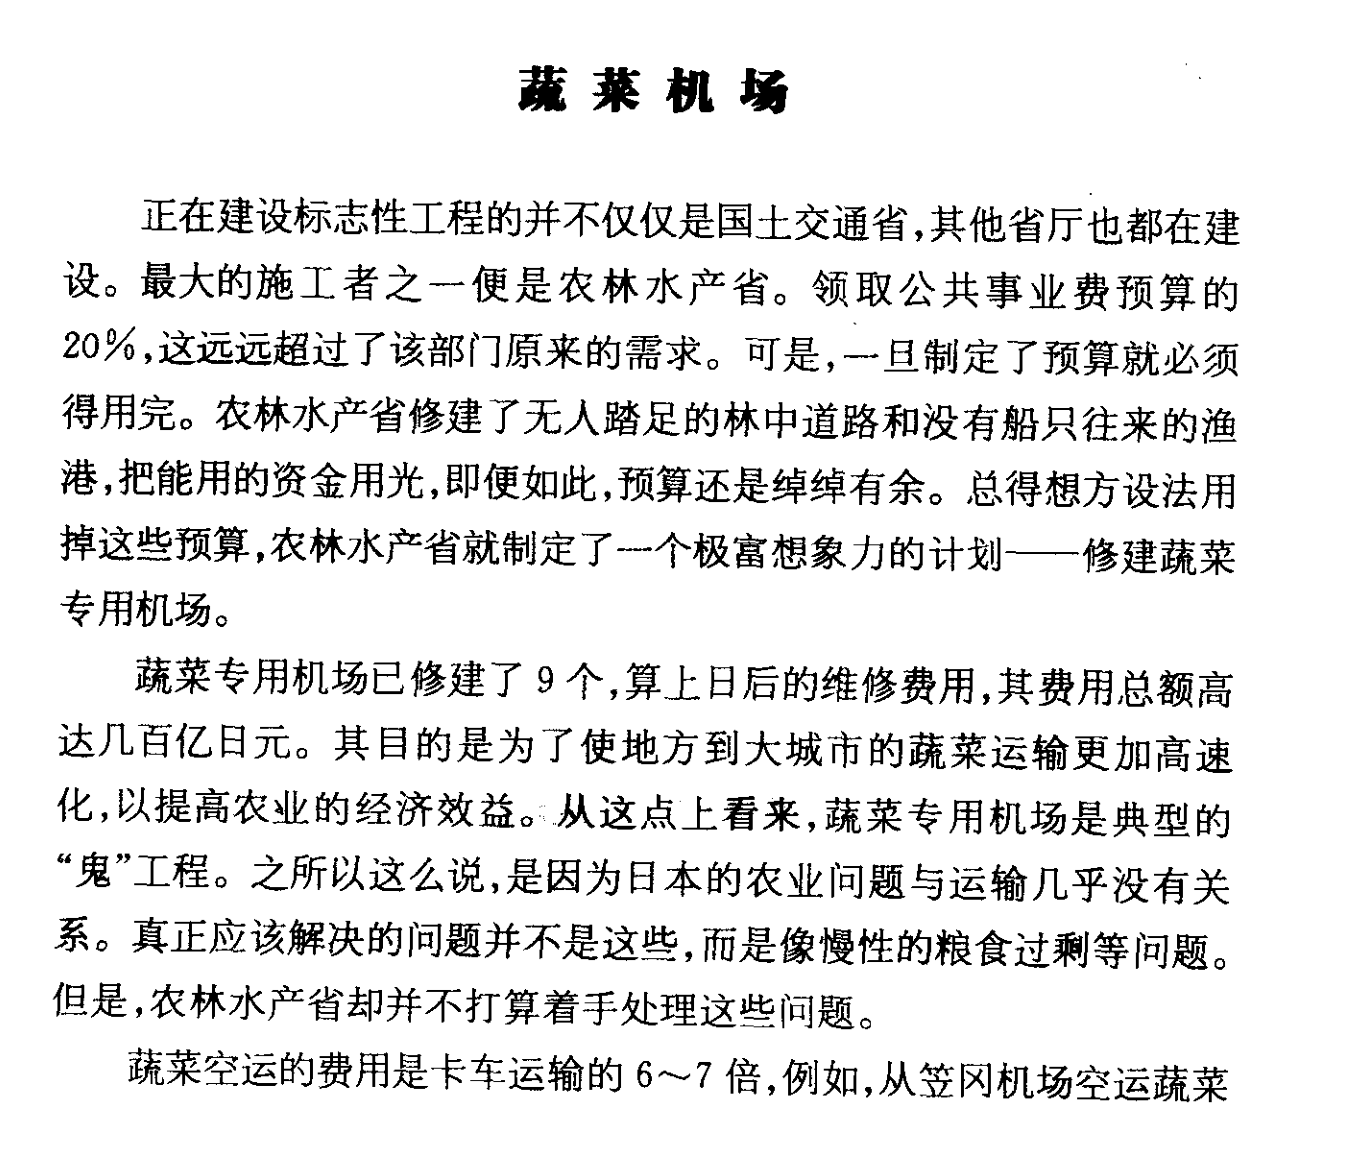 蔬菜机场
正在建设标志性工程的并不仅仅是国土交通省,其他省厅也都在建
设。最大的施工者之一便是农林水产省。领取公共事业费预算的
20%,这远远超过了该部门原来的需求。可是,一旦制定了预算就必须
得用完。农林水产省修建了无人踏足的林中道路和没有船只往来的渔
港,把能用的资金用光,即便如此,预算还是绰绰有余。总得想方设法用
掉这些预算,农林水产省就制定了一个极富想象力的计划——修建蔬菜
专用机场。
蔬菜专用机场已修建了9个,算上日后的维修费用,其费用总额高
达几百亿日元。其目的是为了使地方到大城市的蔬菜运输更加高速
化,以提高农业的经济效益。从这点上看来,蔬菜专用机场是典型的
“鬼”工程。之所以这么说,是因为日本的农业问题与运输几乎没有关
系。真正应该解决的问题并不是这些,而是像慢性的粮食过剩等问题。
但是,农林水产省却并不打算着手处理这些问题。
蔬菜空运的费用是卡车运输的6～7倍,例如,从笠冈机场空运蔬菜